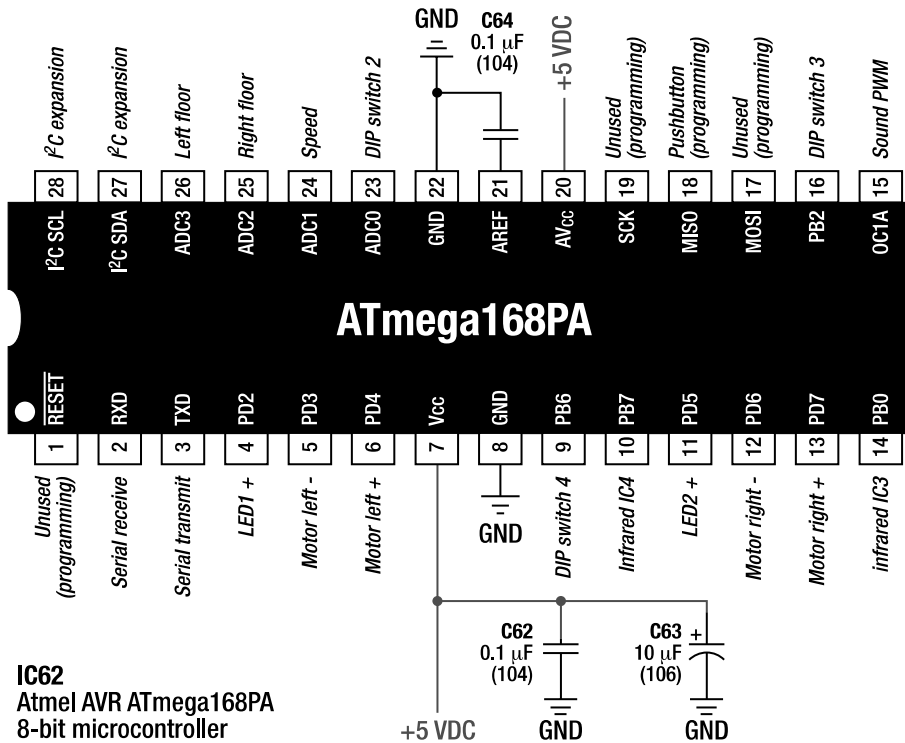 GND
C64
0.1 µF
(104)
+5 VDC
I²C expansion
I²C expansion
Left floor
Right floor
Speed
DIP switch 2
Unused
(programming)
Pushbutton
(programming)
Unused
(programming)
DIP switch 3
Sound PWM
28
27
26
25
24
23
22
21
20
19
18
17
16
15
I²C SCL
I²C SDA
ADC3
ADC2
ADC1
ADC0
GND
AREF
AVcc
SCK
MISO
MOSI
PB2
OC1A
ATmega168PA
RESET
RXD
TXD
PD2
PD3
PD4
Vcc
GND
PB6
PB7
PD5
PD6
PD7
PB0
1
2
3
4
5
6
7
8
9
10
11
12
13
14
Unused
(programming)
Serial receive
Serial transmit
LED1 +
Motor left -
Motor left +
GND
DIP switch 4
Infrared IC4
LED2 +
Motor right -
Motor right +
infrared IC3
C62
0.1 µF
(104)
C63
10 µF
(106)
+
IC62
Atmel AVR ATmega168PA
8-bit microcontroller
+5 VDC
GND
GND